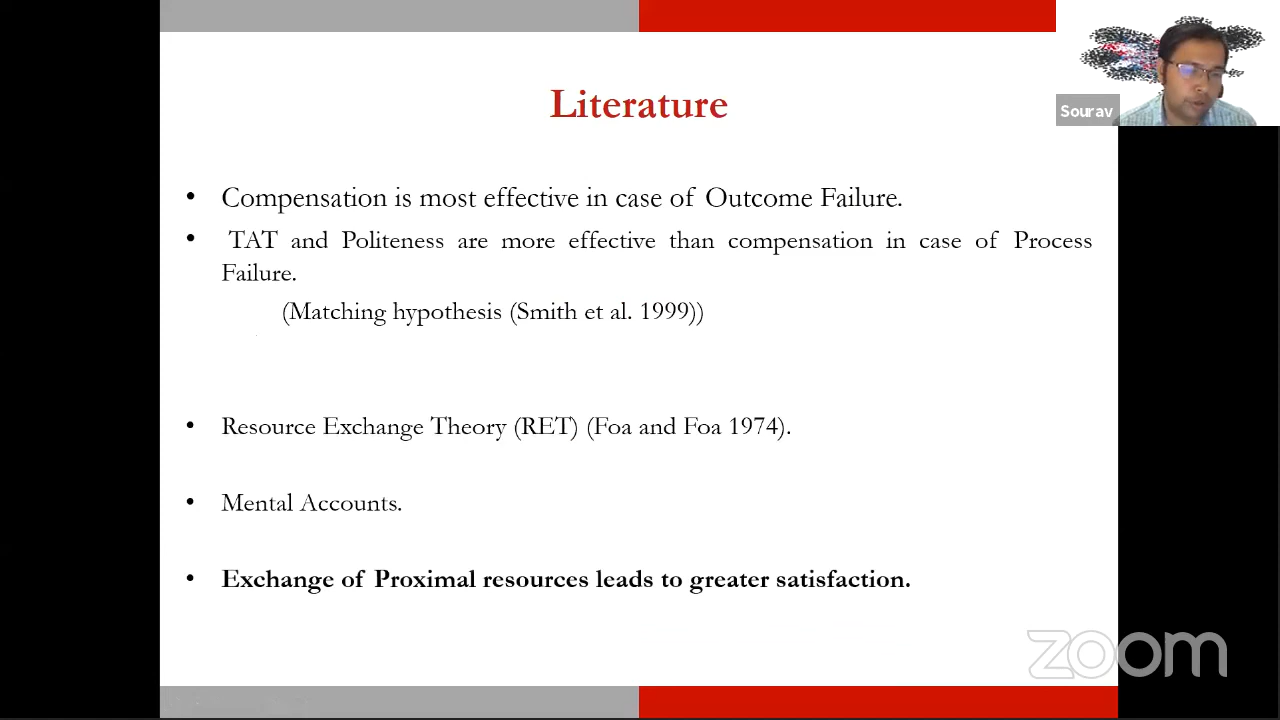 Literature
Sourav
• Compensation is most effective in case of Outcome Failure.
• TAT and Politeness are more effective than compensation in case of Process
Failure.
(Matching hypothesis (Smith et al. 1999))
• Resource Exchange Theory (RET) (Foa and Foa 1974).
• Mental Accounts.
• Exchange of Proximal resources leads to greater satisfaction.
zoom